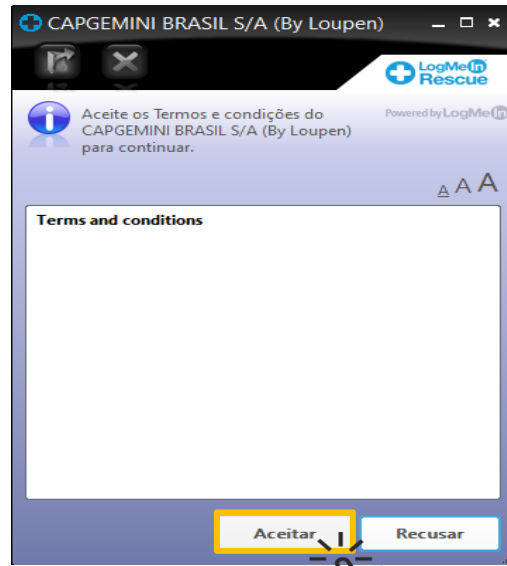 CAPGEMINI BRASIL S/A (By Loupen)
LogMeIn
Rescue
Aceite os Termos e condições do
CAPGEMINI BRASIL S/A (By Loupen)
para continuar.
Powered by LogMeIn
A A A
Terms and conditions
Aceitar
Recusar